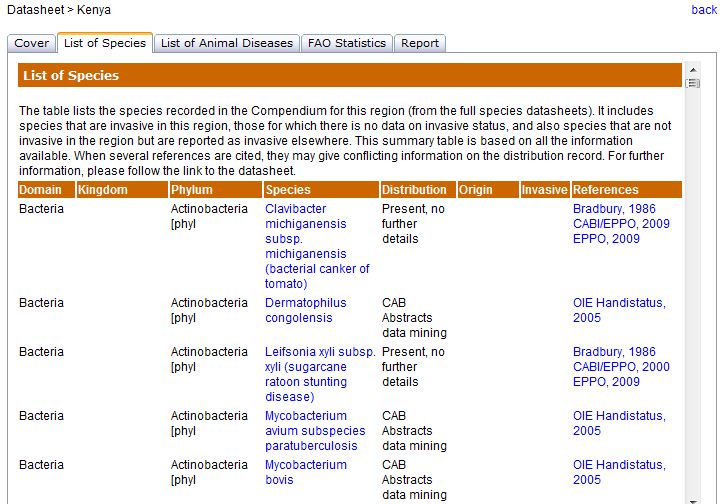 Datasheet > Kenya back
Cover List of Species List of Animal Diseases FAO Statistics Report
List of Species
The table lists the species recorded in the Compendium for this region (from the full species datasheets). It includes
species that are invasive in this region, those for which there is no data on invasive status, and also species that are not
invasive in the region but are reported as invasive elsewhere. This summary table is based on all the information
available. When several references are cited, they may give conflicting information on the distribution record. For further
information, please follow the link to the datasheet.
Domain Kingdom Phylum Species Distribution Origin Invasive References
Bacteria Actinobacteria Clavibacter Present, no Bradbury, 1986
[phyl michiganensis further CABI/EPPO, 2009
subsp. details EPPO, 2009
michiganensis
(bacterial canker of
tomato)
Bacteria Actinobacteria Dermatophilus CAB OIE Handistatus,
[phyl congolensis Abstracts 2005
data mining
Bacteria Actinobacteria Leifsonia xyli subsp. Present, no Bradbury, 1986
[phyl xyli (sugarcane further CABI/EPPO, 2000
ratoon stunting details EPPO, 2009
disease)
Bacteria Actinobacteria Mycobacterium CAB OIE Handistatus,
[phyl avium subspecies Abstracts 2005
paratuberculosis data mining
Bacteria Actinobacteria Mycobacterium CAB OIE Handistatus,
[phyl bovis Abstracts 2005
data mining